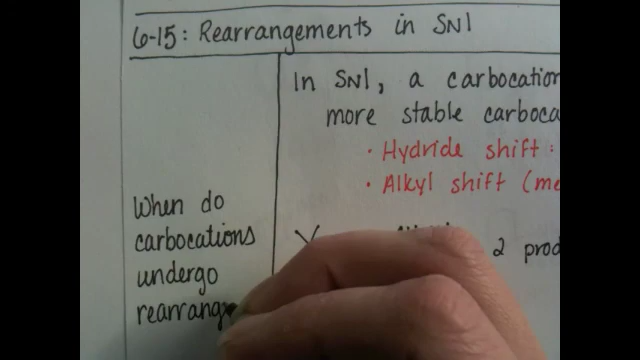 6-15: Rearrangements in SN1
In SN1, a carbocation
more stable carboca
• Hydride shift:
• Alkyl shift (me
When do
carbocations
undergo
rearrang
2 prod